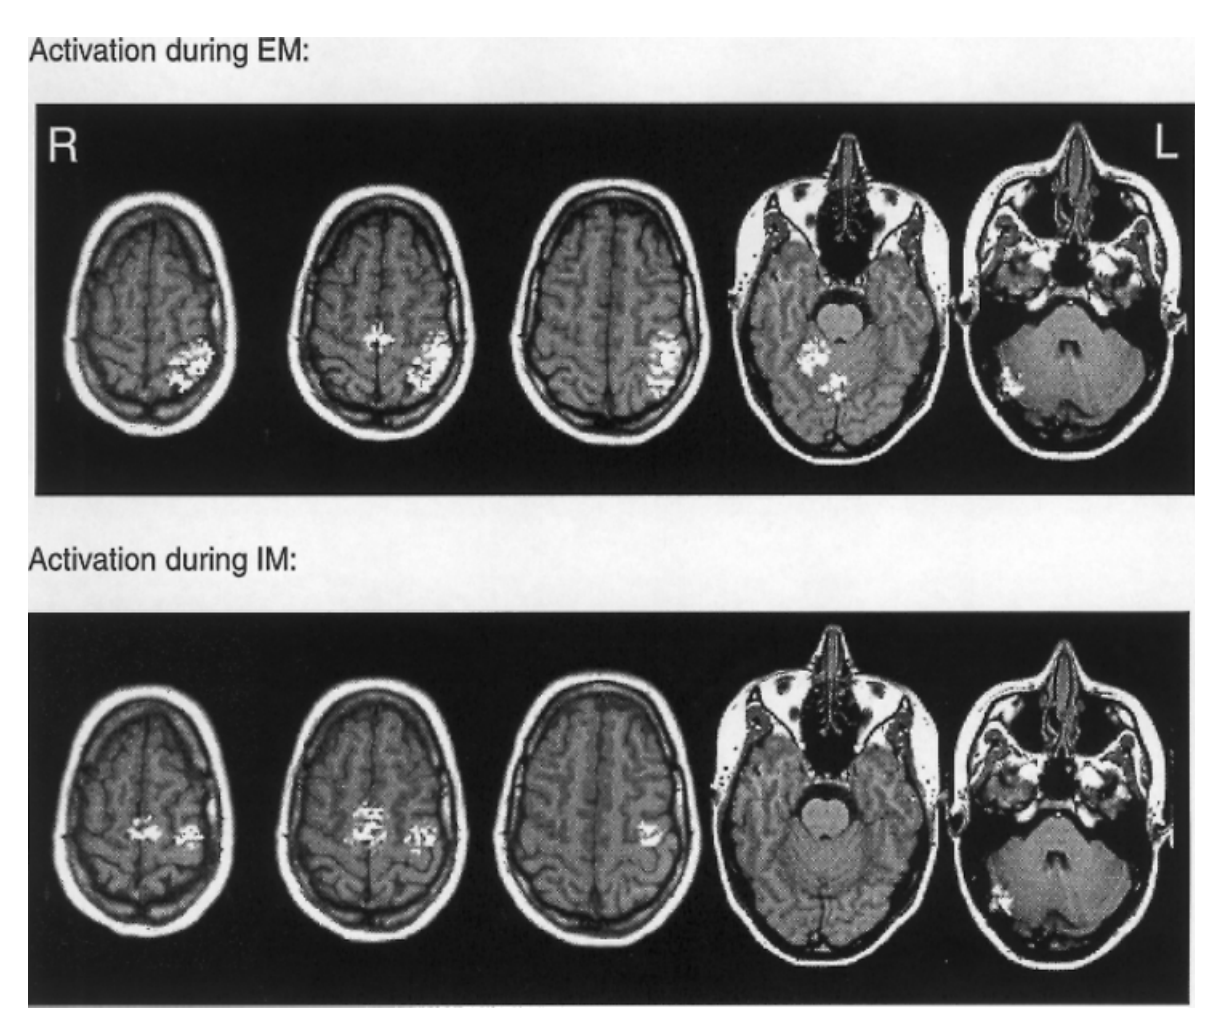 Activation during EM:
R
L
Activation during IM: